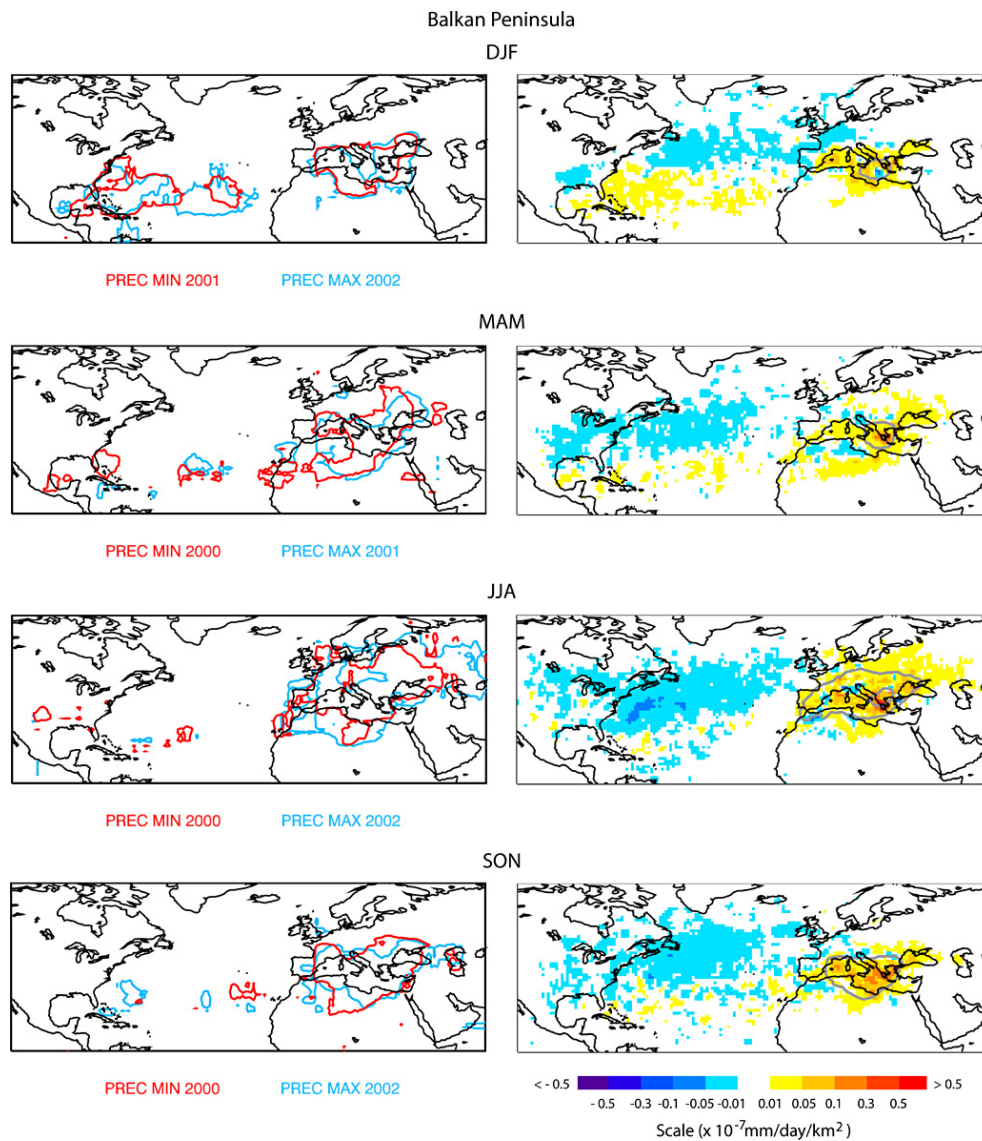 Balkan Peninsula
DJF
PREC MIN 2001 PREC MAX 2002
MAM
PREC MIN 2000 PREC MAX 2001
JJA
PREC MIN 2000 PREC MAX 2002
SON
PREC MIN 2000 PREC MAX 2002
< - 0.5 > 0.5
- 0.5 -0.3 -0.1 -0.05 -0.01 0.01 0.05 0.1 0.3 0.5
Scale (x 10⁻⁷mm/day/km²)